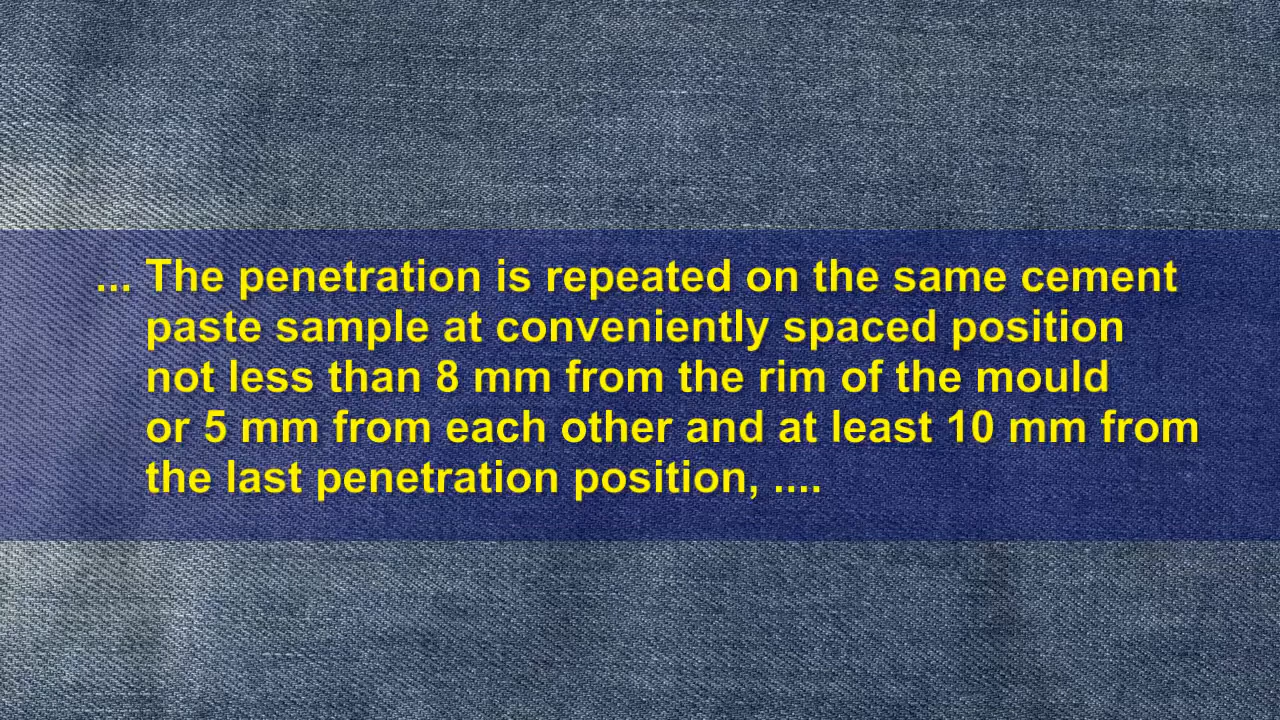 ... The penetration is repeated on the same cement
paste sample at conveniently spaced position
not less than 8 mm from the rim of the mould
or 5 mm from each other and at least 10 mm from
the last penetration position, ....